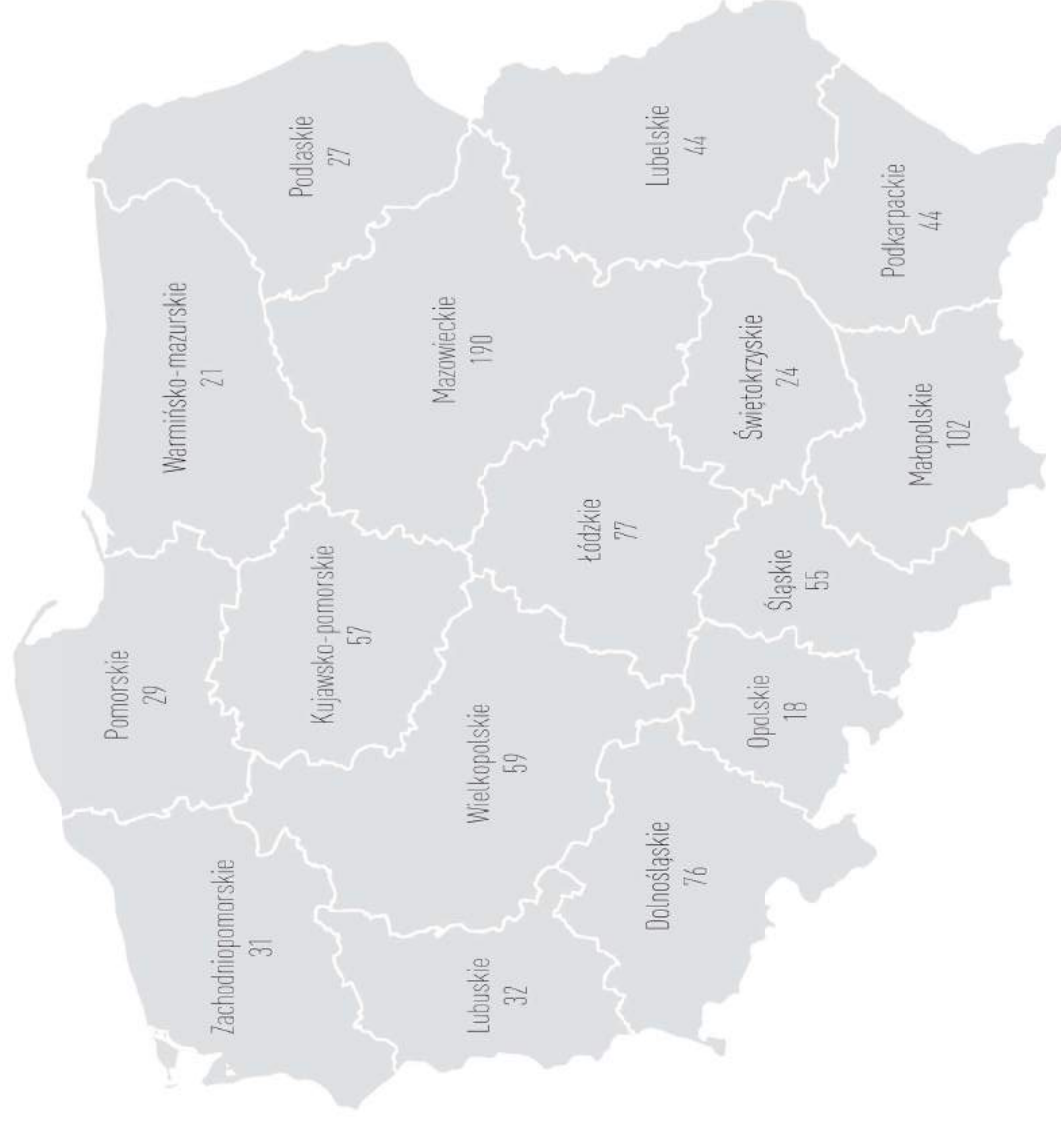 Pomorskie
29
Warmińsko-mazurskie
21
Podlaskie
27
Zachodniopomorskie
31
Kujawsko-pomorskie
57
Mazowieckie
190
Lubuskie
32
Wielkopolskie
59
Łódzkie
77
Lubelskie
44
Dolnośląskie
76
Opolskie
18
Śląskie
55
Świętokrzyskie
24
Małopolskie
102
Podkarpackie
44